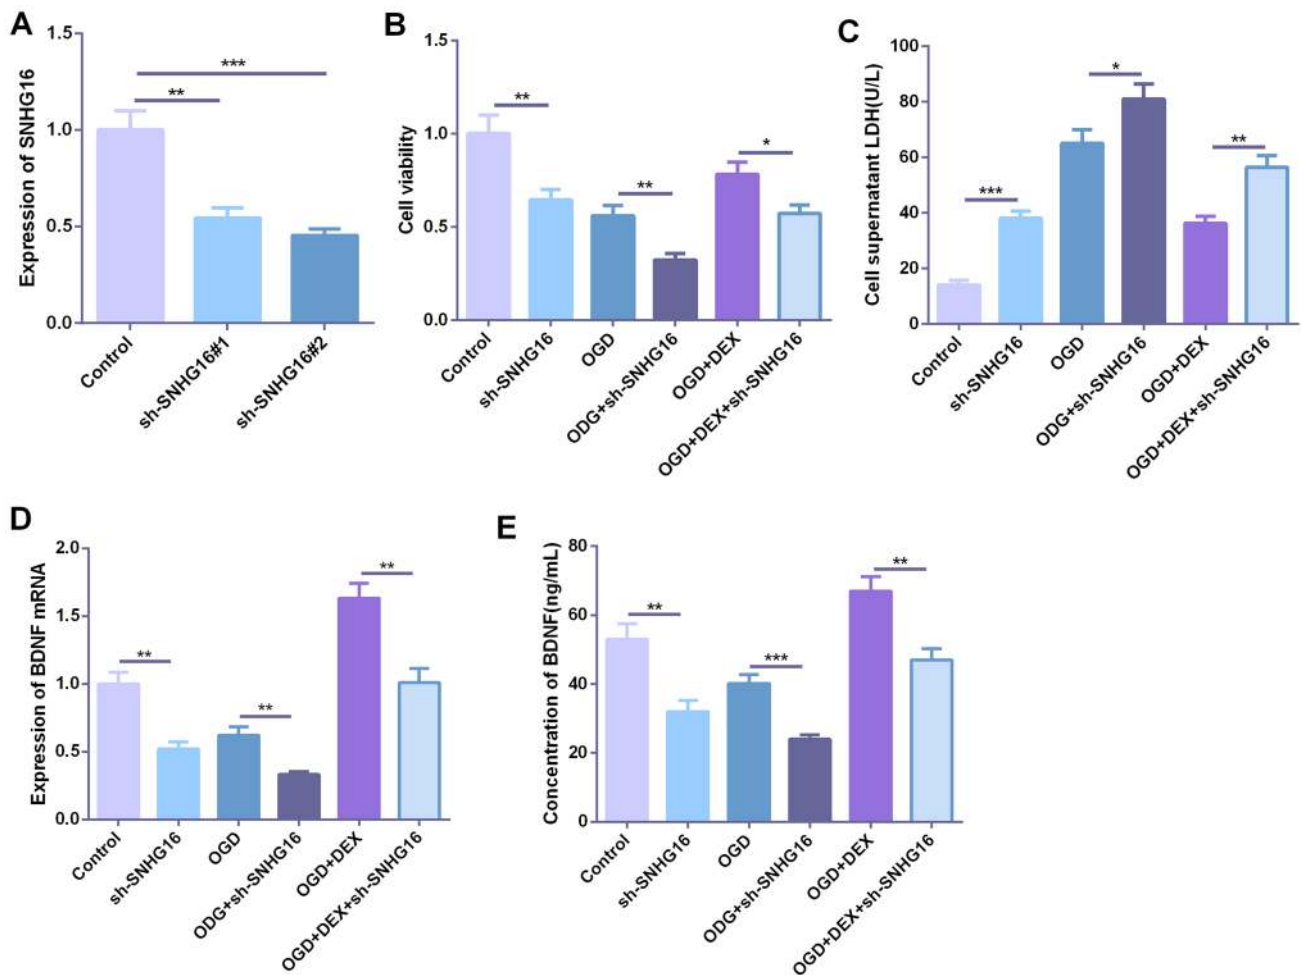 A
Expression of SNHG16
1.5
1.0
0.5
0.0
***
**
Control
sh-SNHG16#1
sh-SNHG16#2
B
Cell viability
1.5
1.0
0.5
0.0
**
**
*
Control
sh-SNHG16
OGD
ODG+sh-SNHG16
OGD+DEX
OGD+DEX+sh-SNHG16
C
Cell supernatant LDH(U/L)
100
80
60
40
20
0
***
*
**
Control
sh-SNHG16
OGD
ODG+sh-SNHG16
OGD+DEX
OGD+DEX+sh-SNHG16
D
Expression of BDNF mRNA
2.0
1.5
1.0
0.5
0.0
**
**
**
Control
sh-SNHG16
OGD
ODG+sh-SNHG16
OGD+DEX
OGD+DEX+sh-SNHG16
E
Concentration of BDNF(ng/mL)
80
60
40
20
0
**
***
**
Control
sh-SNHG16
OGD
ODG+sh-SNHG16
OGD+DEX
OGD+DEX+sh-SNHG16